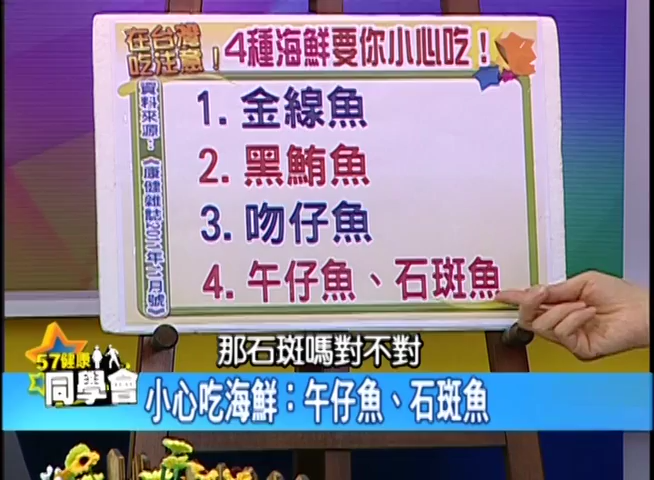 在台灣
吃注意！
4種海鮮要你小心吃！
資料來源：《康健雜誌2011年11月號》
1. 金線魚
2. 黑鮪魚
3. 吻仔魚
4. 午仔魚、石斑魚
那石斑嗎對不對
57健康
同學會
小心吃海鮮：午仔魚、石斑魚